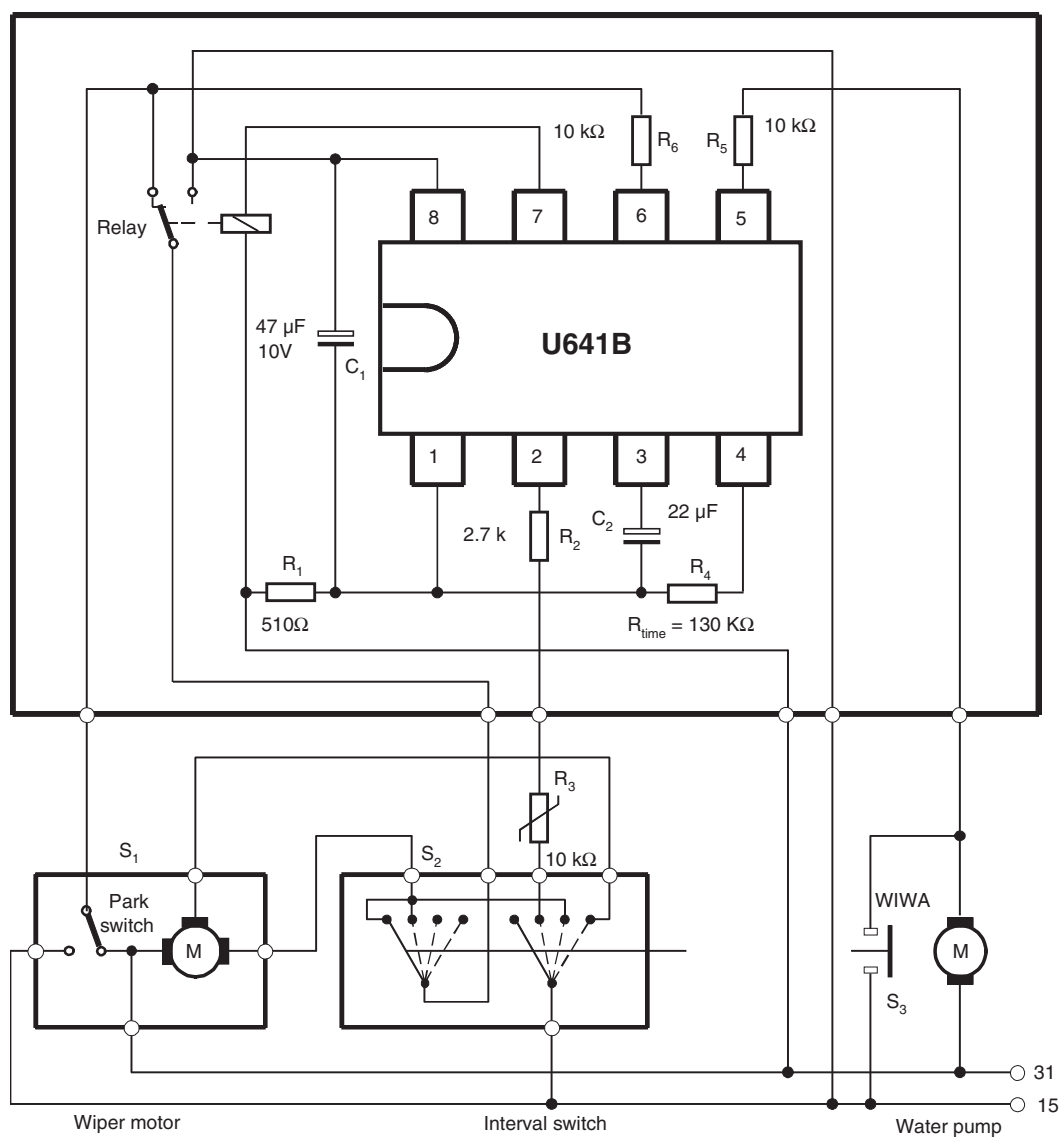 10 kΩ
R6
R5
10 kΩ
Relay
8
7
6
5
47 µF
10V
C1
U641B
1
2
3
4
2.7 k
R2
C2
22 µF
R1
510Ω
R4
Rtime = 130 KΩ
R3
10 kΩ
S1
S2
Park
switch
M
WIWA
M
S3
31
15
Wiper motor
Interval switch
Water pump